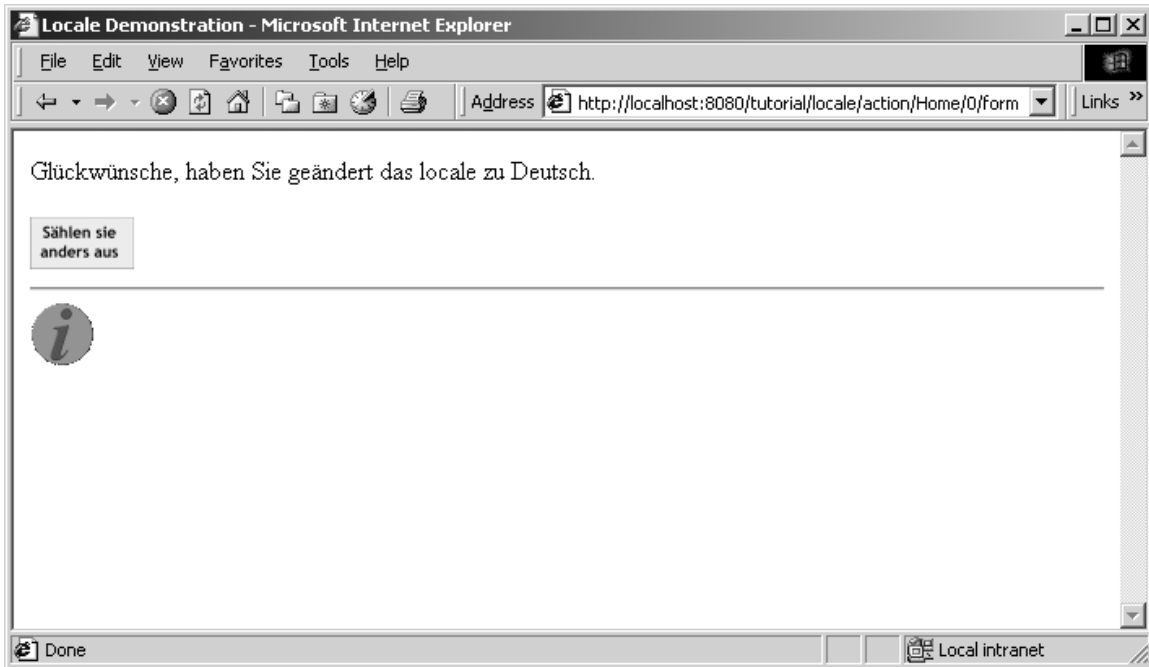 Locale Demonstration - Microsoft Internet Explorer
File Edit View Favorites Tools Help
Address http://localhost:8080/tutorial/locale/action/Home/0/form Links »
Glückwünsche, haben Sie geändert das locale zu Deutsch.
Sählen sie
anders aus
i
Done Local intranet